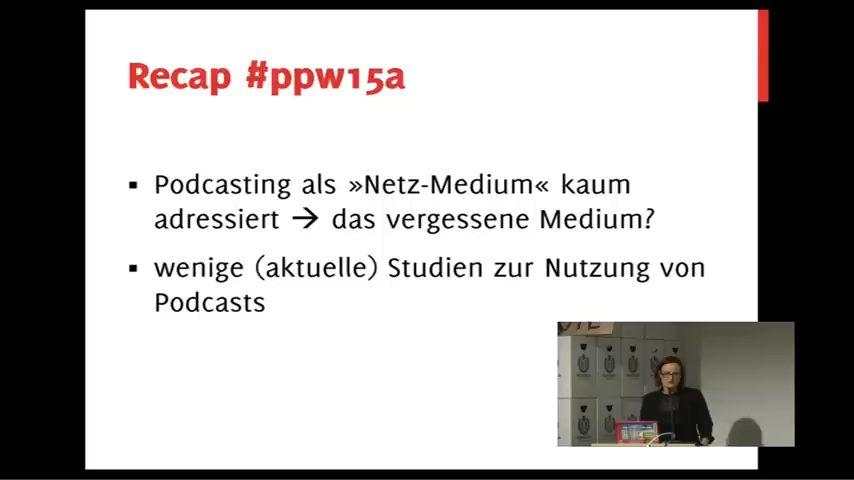 Recap #ppw15a
▪ Podcasting als »Netz-Medium« kaum
adressiert → das vergessene Medium?
▪ wenige (aktuelle) Studien zur Nutzung von
Podcasts